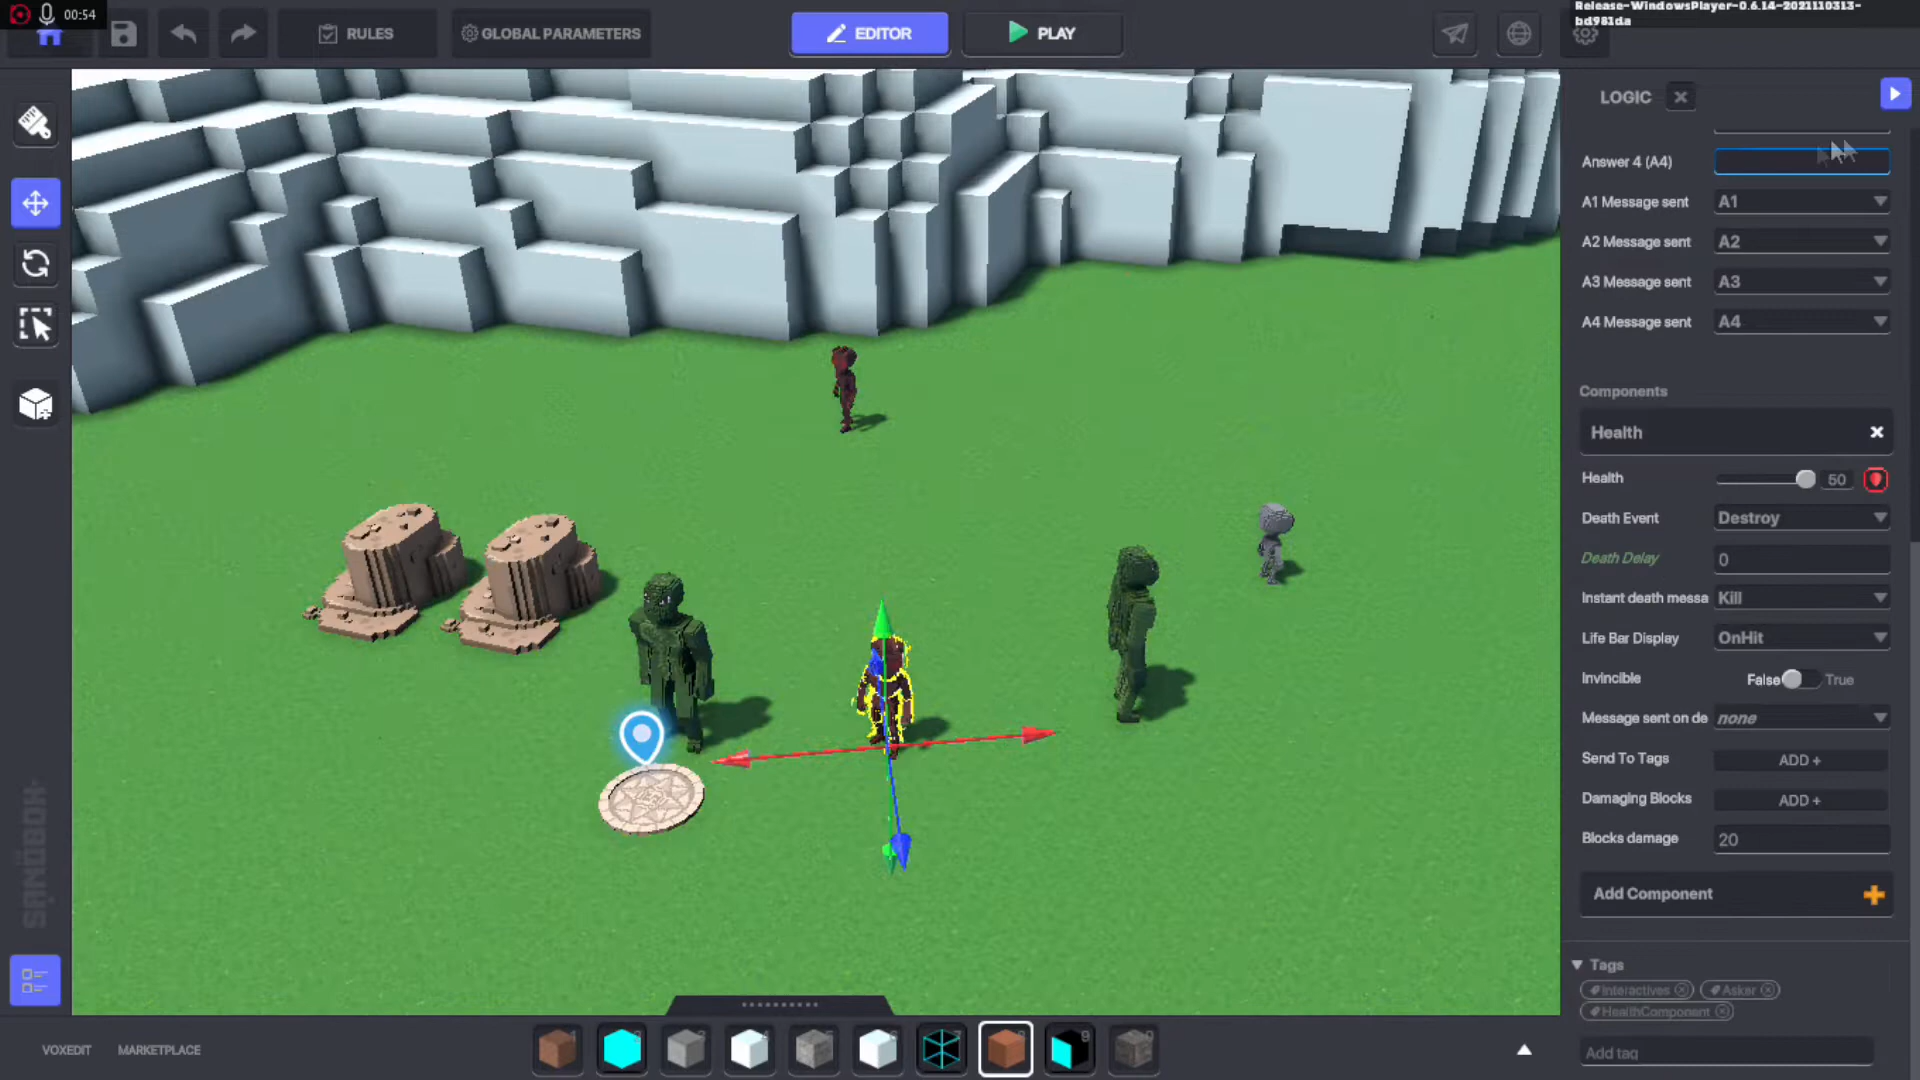 00:54
Release-WindowsPlayer-0.6.14-2021110313-
bd981da
RULES
GLOBAL PARAMETERS
EDITOR
PLAY
LOGIC
Answer 4 (A4)
A1 Message sent A1
A2 Message sent A2
A3 Message sent A3
A4 Message sent A4
Components
Health
Health 50
Death Event Destroy
Death Delay 0
Instant death messa Kill
Life Bar Display OnHit
Invincible False True
Message sent on de none
Send To Tags ADD +
Damaging Blocks ADD +
Blocks damage 20
Add Component
Tags
Interactives Asker
HealthComponent
Add tag
SANDBOX
VOXEDIT MARKETPLACE